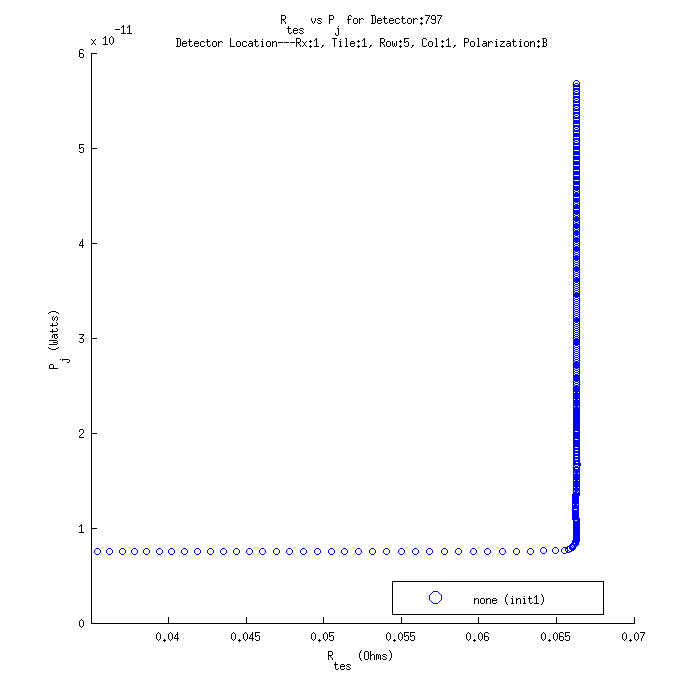 R_tes vs P_j for Detector:797
Detector Location---Rx:1, Tile:1, Row:5, Col:1, Polarization:B
x 10^-11
6
5
4
3
2
1
0
P_j (Watts)
none (init1)
0.04 0.045 0.05 0.055 0.06 0.065 0.07
R_tes (Ohms)